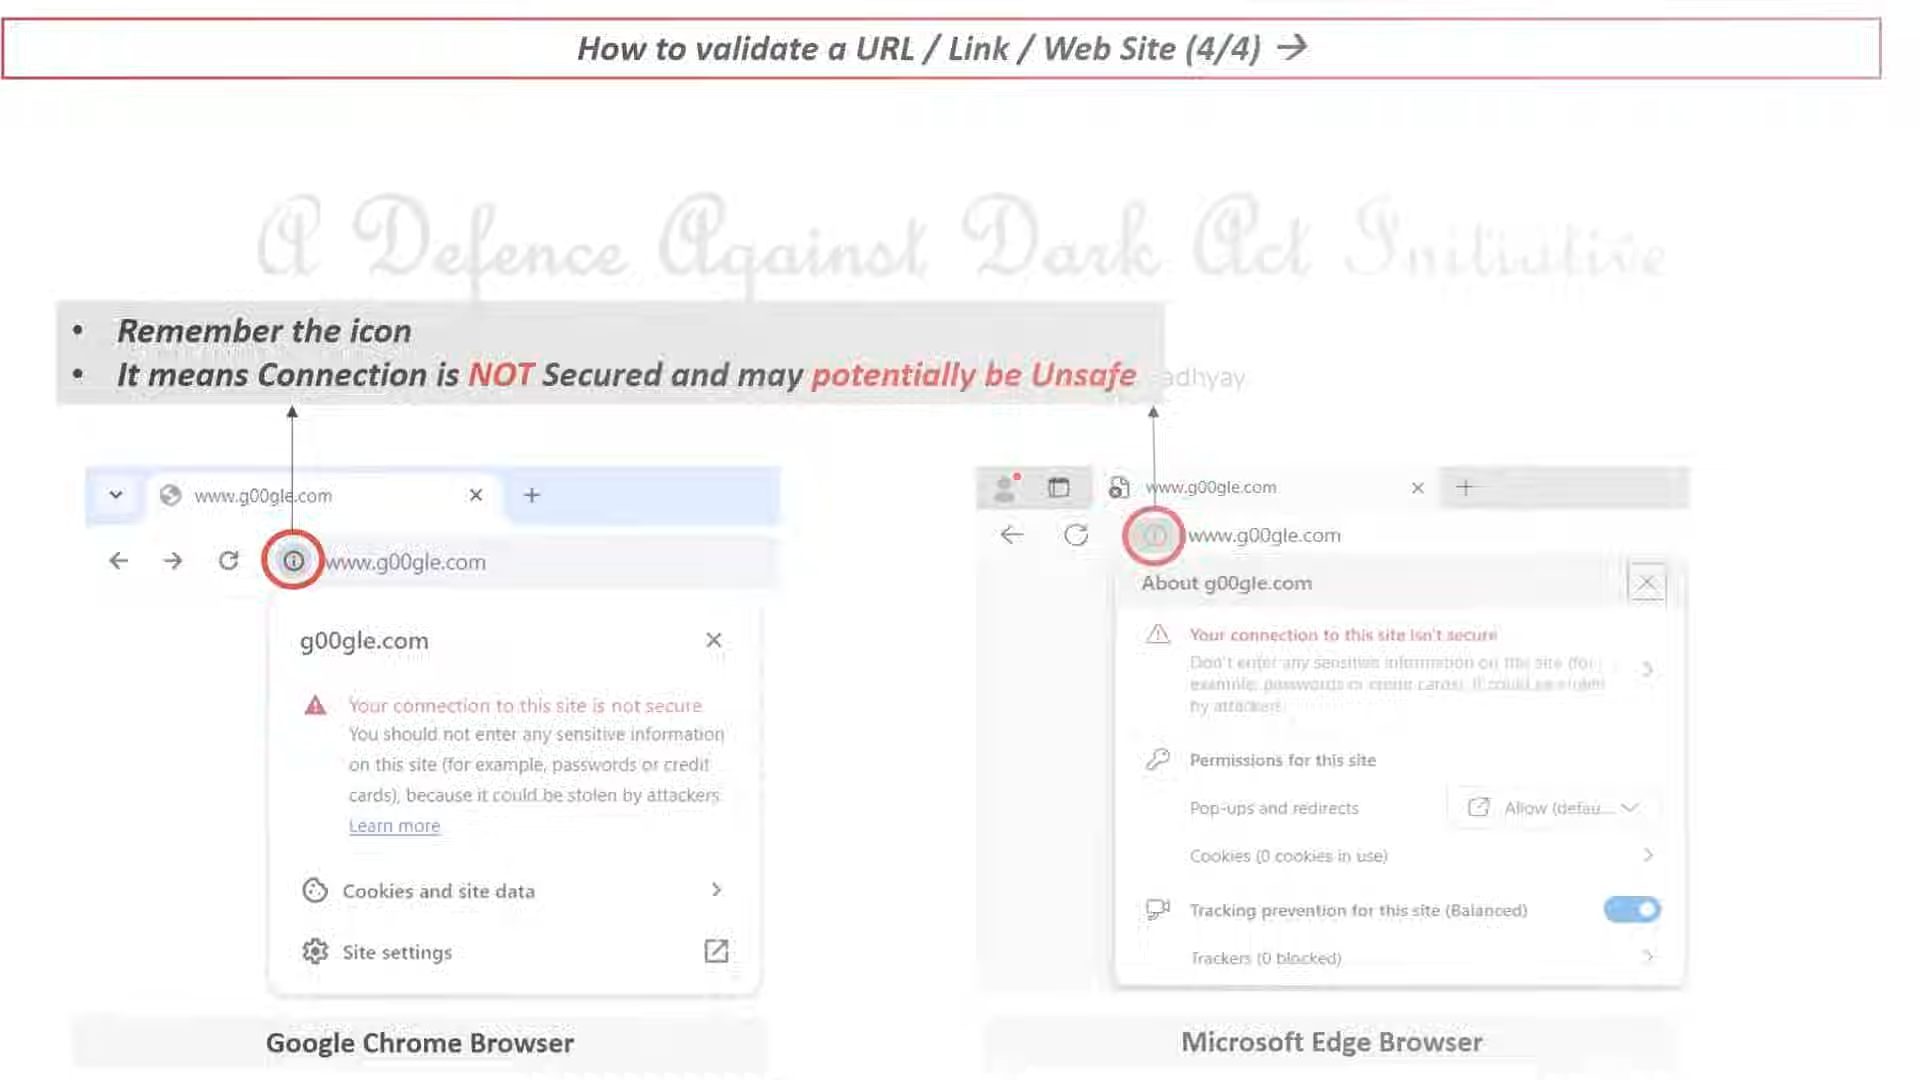 How to validate a URL / Link / Web Site (4/4) →
A Defence Against Dark Act Initiative
• Remember the icon
• It means Connection is NOT Secured and may potentially be Unsafe
adhyay
www.g00gle.com
www.g00gle.com
g00gle.com
Your connection to this site is not secure
You should not enter any sensitive information
on this site (for example, passwords or credit
cards), because it could be stolen by attackers.
Learn more
Cookies and site data
Site settings
Google Chrome Browser
www.g00gle.com
www.g00gle.com
About g00gle.com
Your connection to this site isn't secure
Don't enter any sensitive information on this site (for
example, passwords or credit cards). It could be stolen
by attackers.
Permissions for this site
Pop-ups and redirects
Allow (defau...
Cookies (0 cookies in use)
Tracking prevention for this site (Balanced)
Trackers (0 blocked)
Microsoft Edge Browser